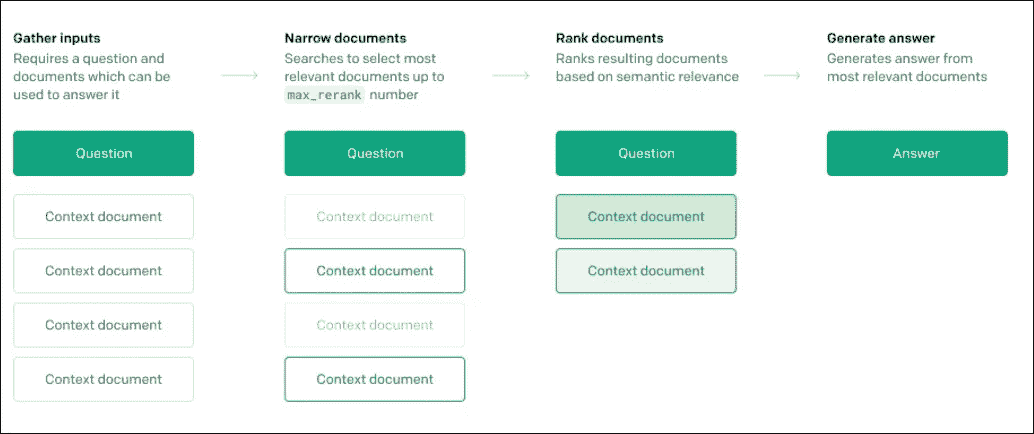 Gather inputs
Requires a question and
documents which can be
used to answer it
Question
Context document
Context document
Context document
Context document
Narrow documents
Searches to select most
relevant documents up to
max_rerank number
Question
Context document
Context document
Context document
Context document
Rank documents
Ranks resulting documents
based on semantic relevance
Question
Context document
Context document
Generate answer
Generates answer from
most relevant documents
Answer